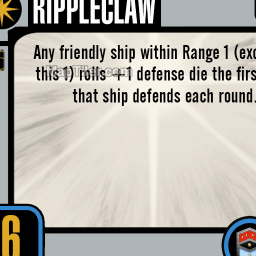 RIPPLECLAW
Any friendly ship within Range 1 (exc
this 1) rolls +1 defense die the firs
that ship defends each round.
6